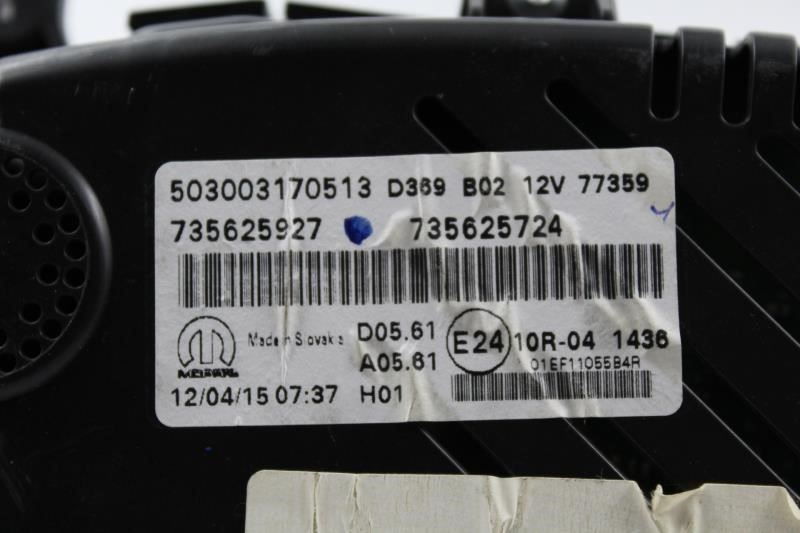 503003170513 D369 B02 12V 77359
735625927 735625724
Made in Slovakia D05.61 E24 10R-04 1436
A05.61 01EF11055B4R
12/04/15 07:37 H01